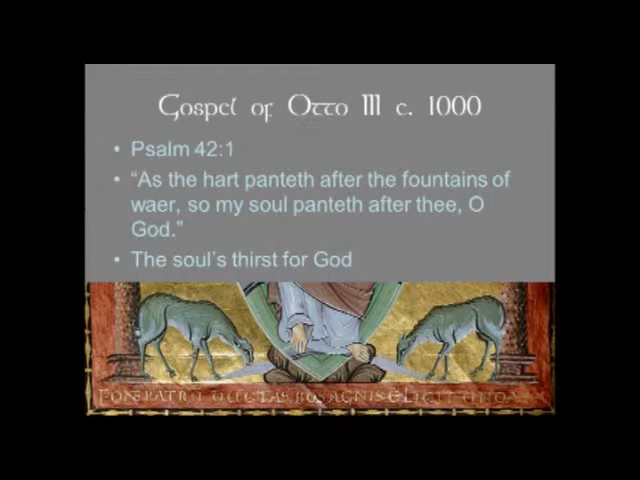 Gospel of Otto III c. 1000
• Psalm 42:1
• “As the hart panteth after the fountains of
waer, so my soul panteth after thee, O
God.”
• The soul’s thirst for God